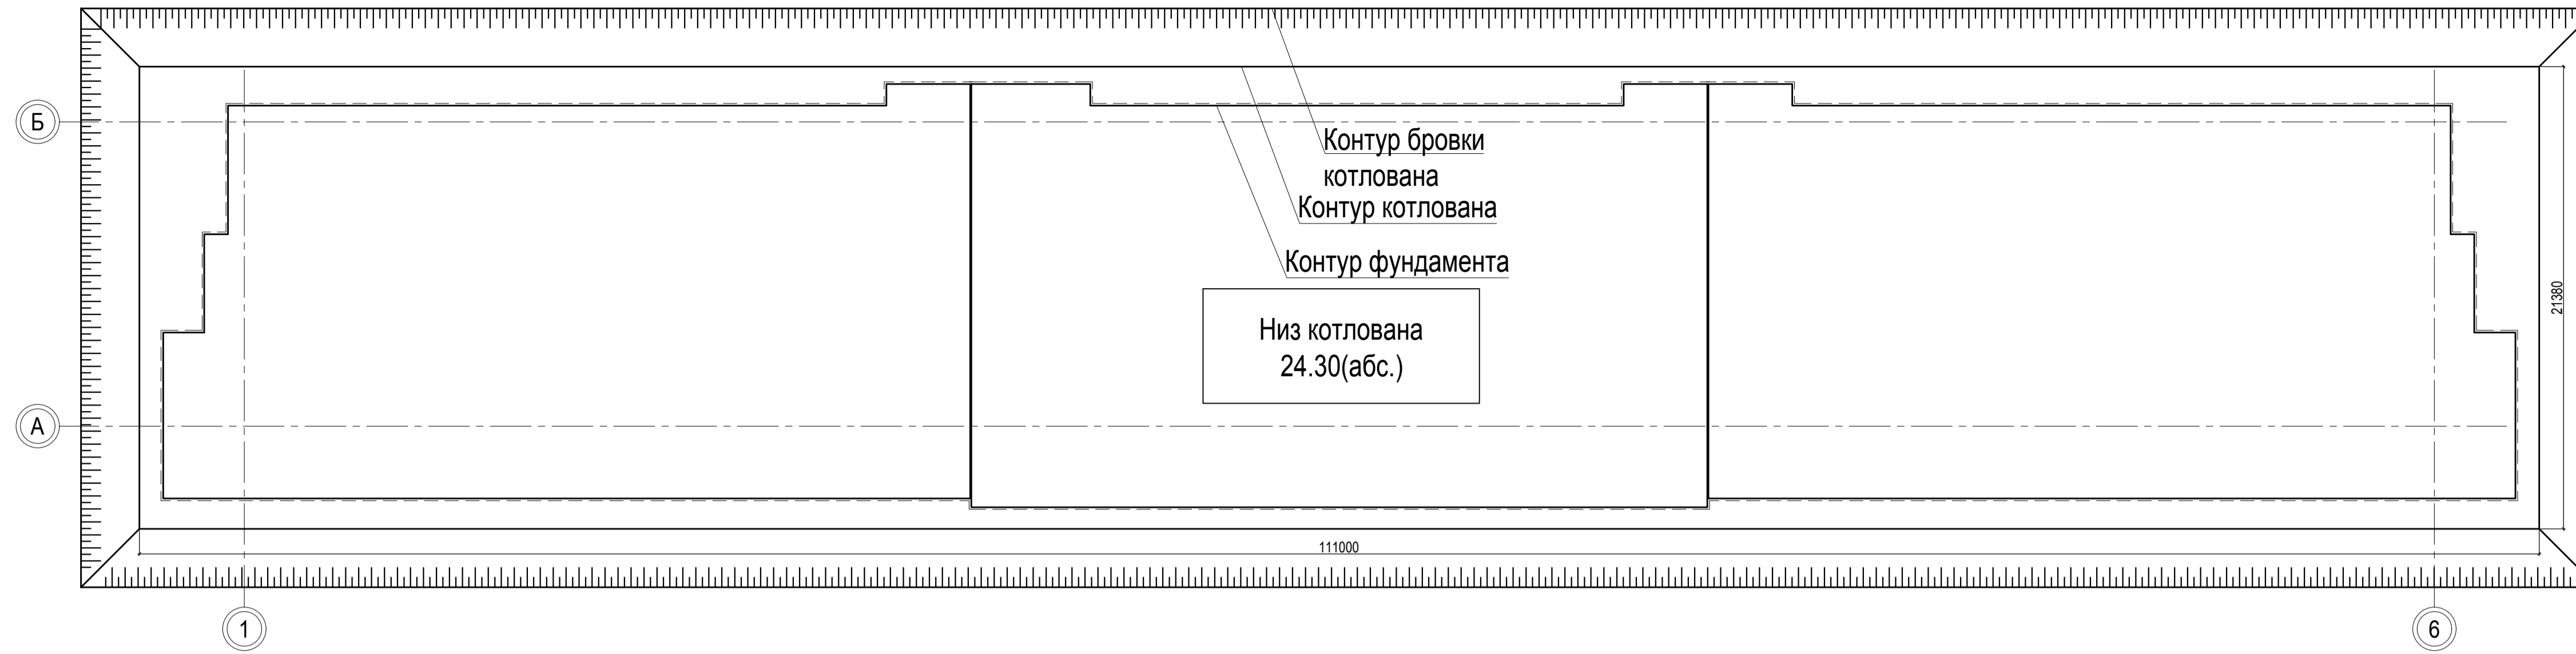 Б
Контур бровки
котлована
Контур котлована
Контур фундамента
21380
Низ котлована
24.30(абс.)
А
111000
1
6